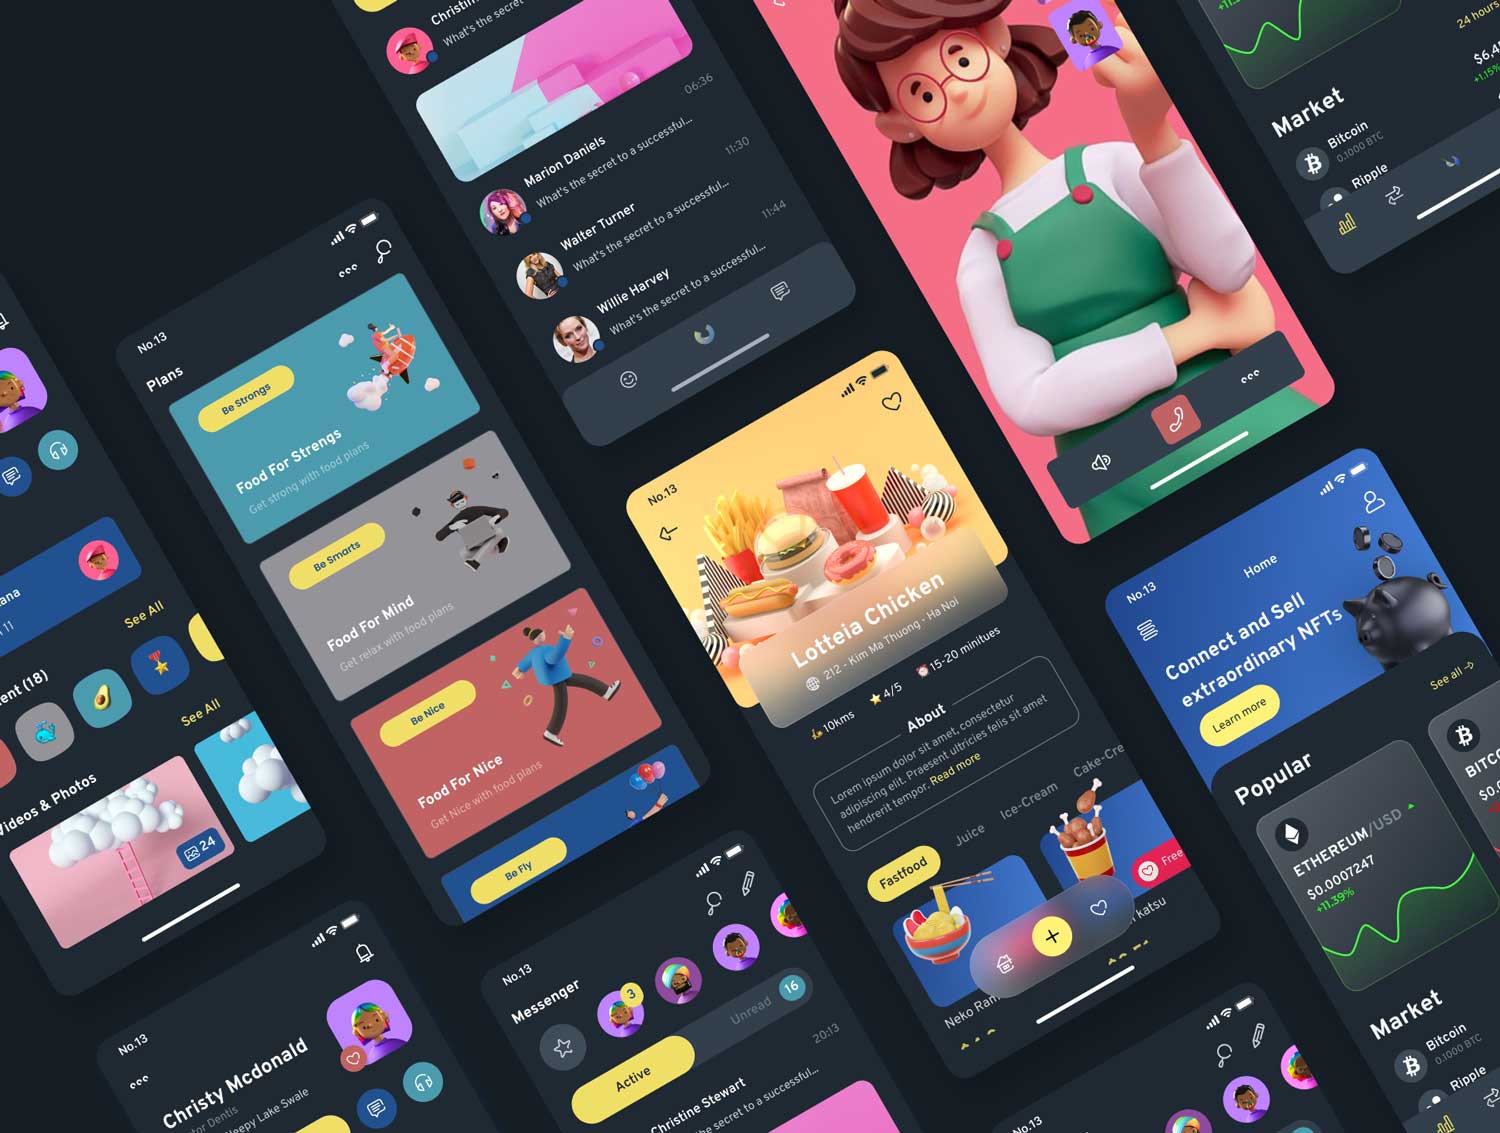 Christine
What's the secret
06:36
Marion Daniels
What's the secret to a successful...
11:30
Walter Turner
What's the secret to a successful...
11:44
Willie Harvey
What's the secret to a successful...
24 hours
+1.15%
Market
Bitcoin
0.1000 BTC
Ripple
No.13
Plans
Be Strongs
Food For Strengs
Get strong with food plans
Be Smarts
Food For Mind
Get relax with food plans
Be Nice
Food For Nice
Get Nice with food plans
Be Fly
11
See All
(18)
See All
Videos & Photos
24
No.13
Lotteia Chicken
212 - Kim Ma Thuong - Ha Noi
10kms
4/5
15-20 minitues
About
Lorem ipsum dolor sit amet, consectetur
adipiscing elit. Praesent ultricies felis sit amet
hendrerit tempor. Read more
Fastfood
Juice
Ice-Cream
Cake-Cre
Free
Neko Ram
katsu
No.13
Home
Connect and Sell
extraordinary NFTs
Learn more
See all
Popular
ETHEREUM/USD
$0.0007247
+11.39%
BITC
$0.
Market
Bitcoin
0.1000 BTC
Ripple
No.13
Christy Mcdonald
Dentis
Sleepy Lake Swale
No.13
Messenger
3
Active
Unread
16
20:13
Christine Stewart
the secret to a successful...
No.13